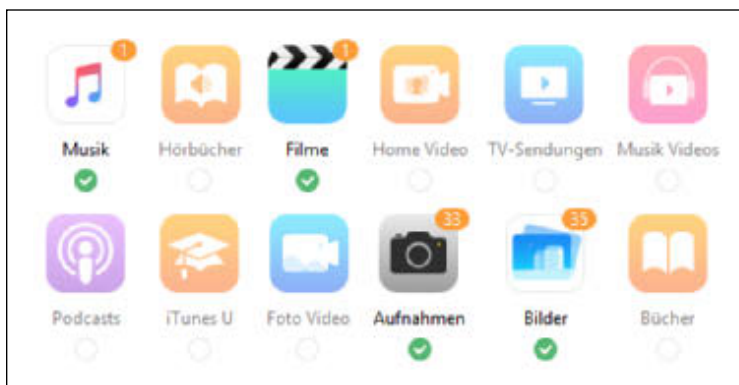 1 1
Musik Hörbücher Filme Home Video TV-Sendungen Musik Videos
33 35
Podcasts iTunes U Foto Video Aufnahmen Bilder Bücher